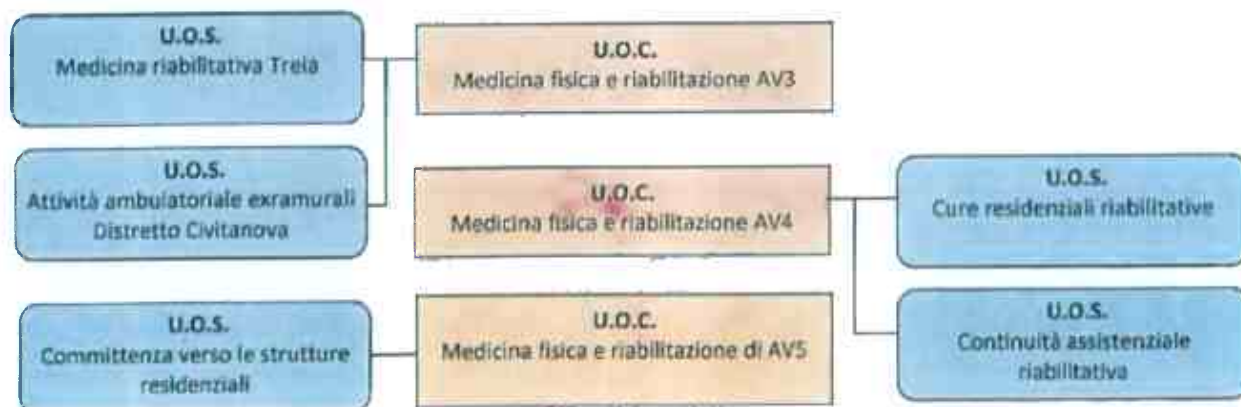 U.O.S.
Medicina riabilitativa Treia
U.O.C.
Medicina fisica e riabilitazione AV3
U.O.S.
Attività ambulatoriale exramurali
Distretto Civitanova
U.O.C.
Medicina fisica e riabilitazione AV4
U.O.S.
Cure residenziali riabilitative
U.O.S.
Committenza verso le strutture
residenziali
U.O.C.
Medicina fisica e riabilitazione di AV5
U.O.S.
Continuità assistenziale
riabilitativa